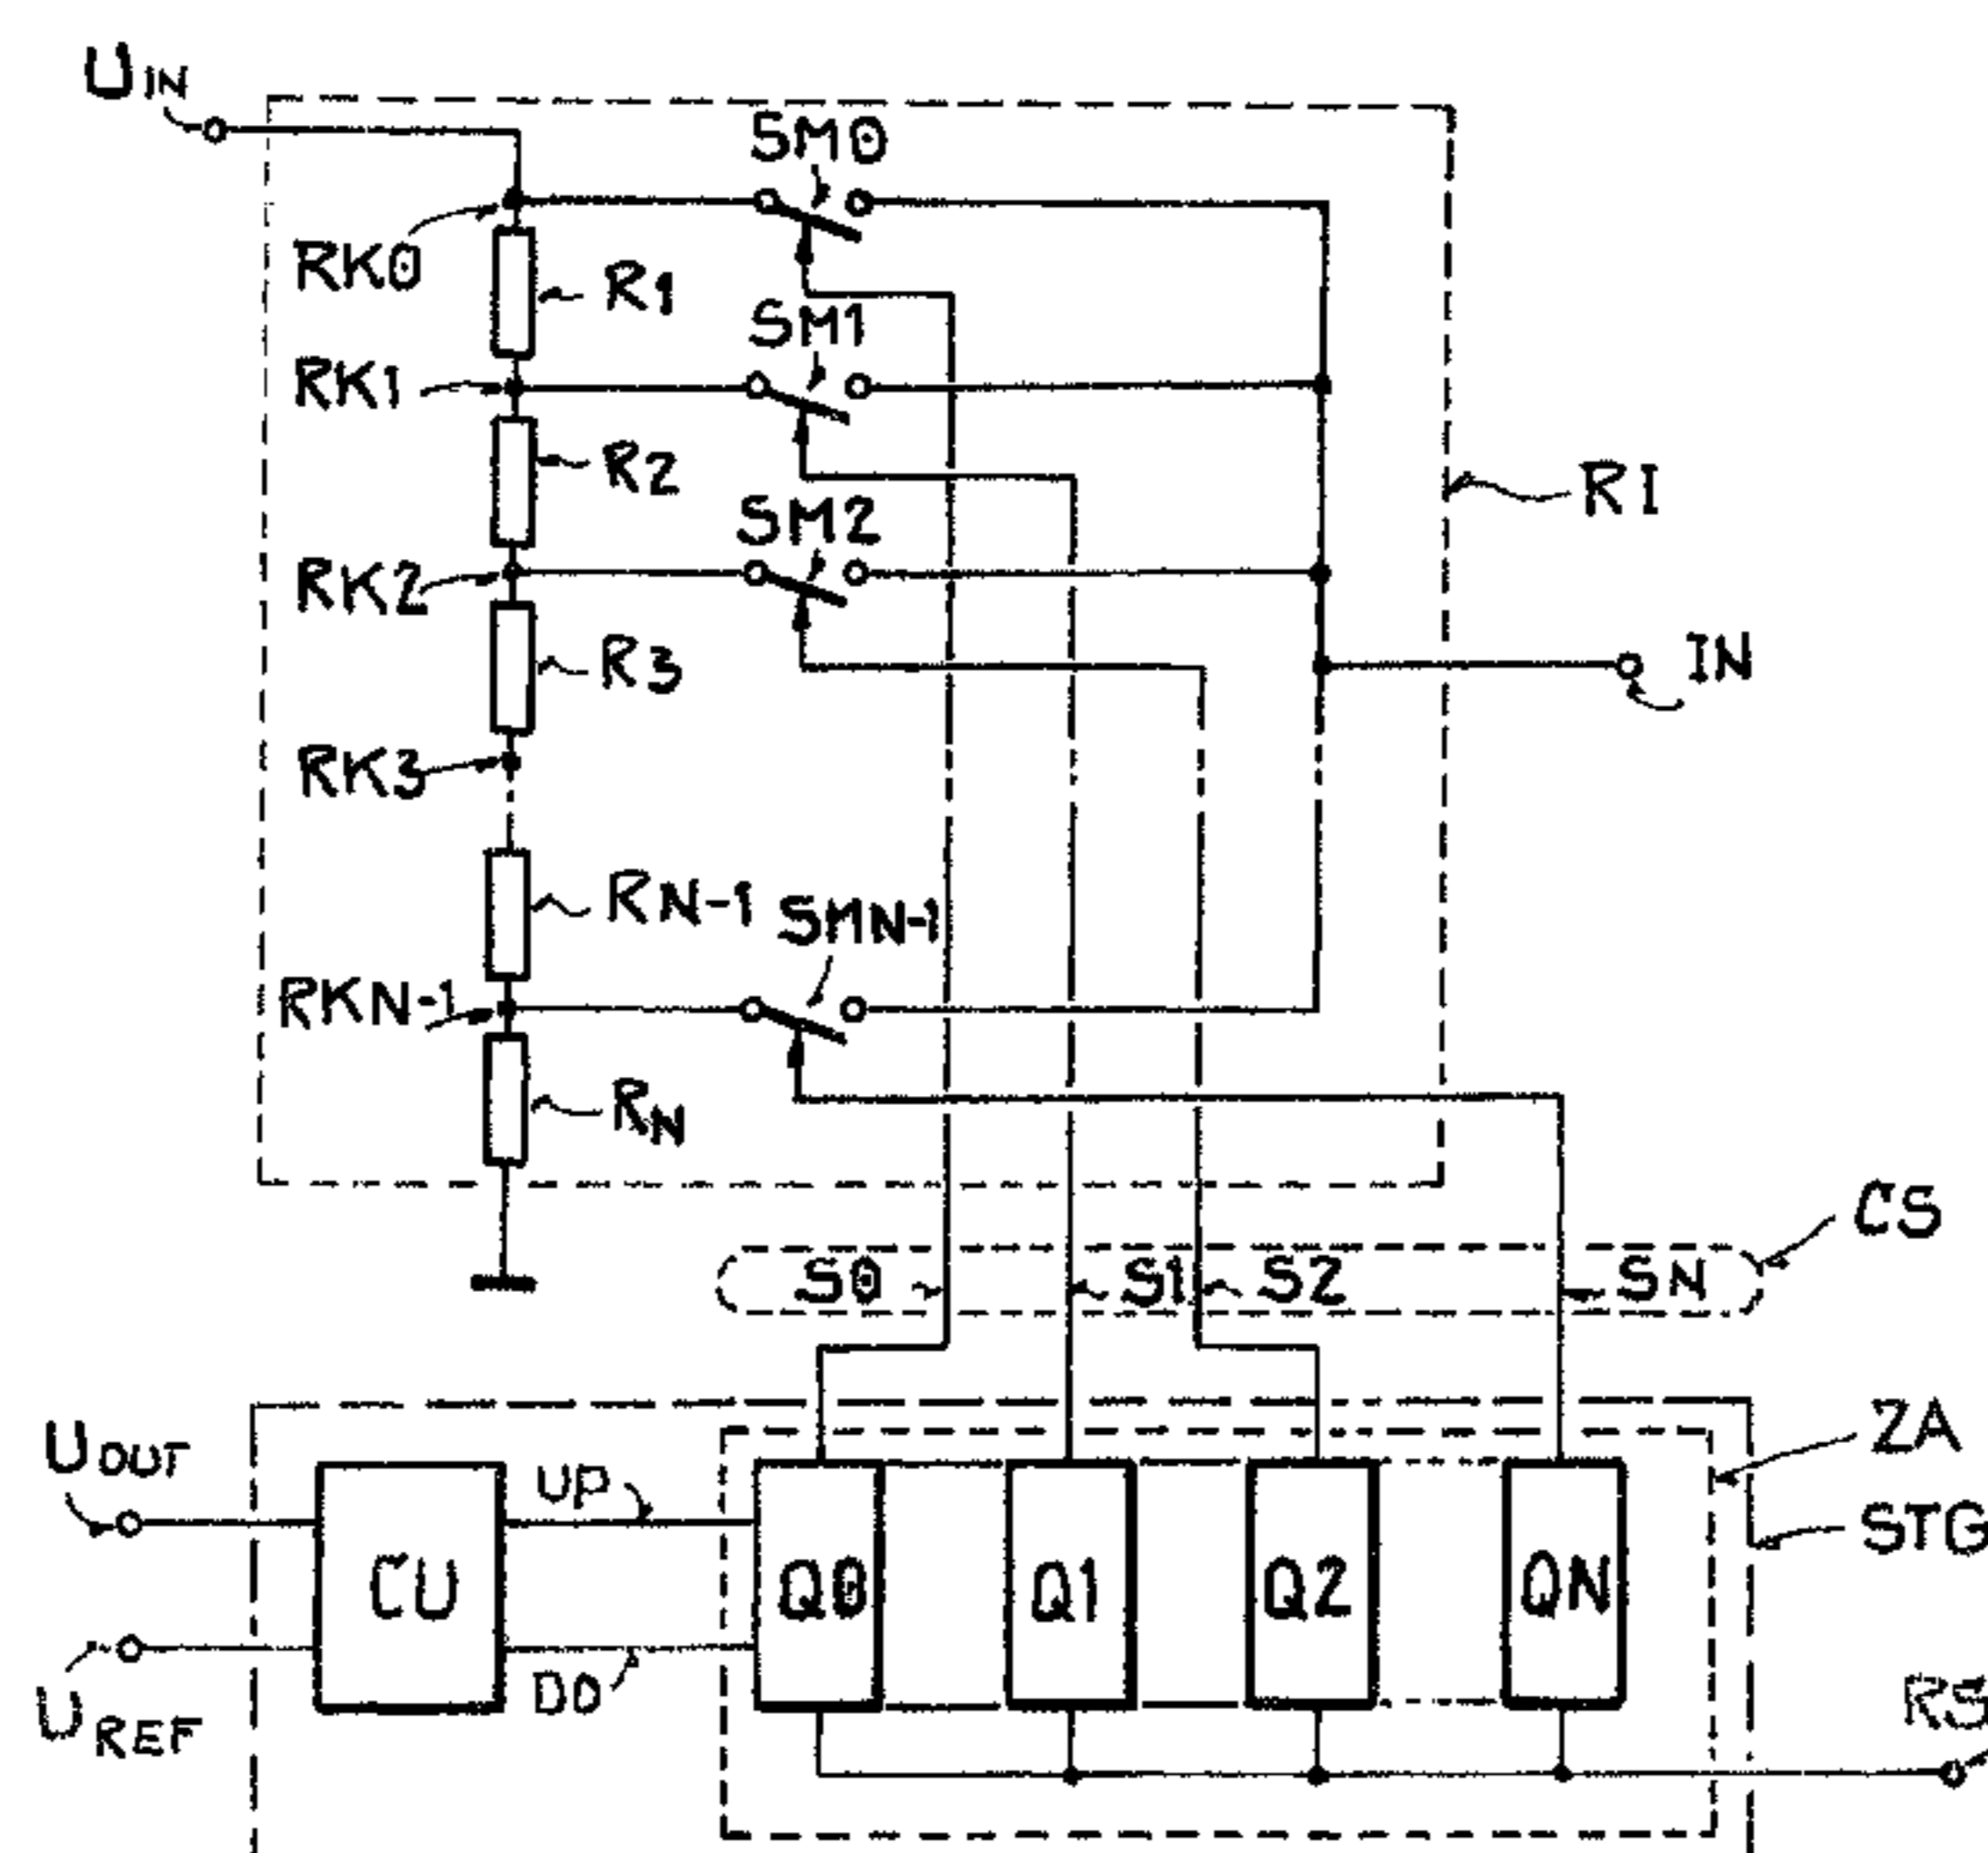 UIN
SM0
RK0
R1
SM1
RK1
R2
RI
SM2
RK2
R3
IN
RK3
RN-1
SMN-1
RKN-1
RN
CS
S0
S1
S2
SN
ZA
UOUT
UP
STG
CU
Q0
Q1
Q2
QN
DO
UREF
RS